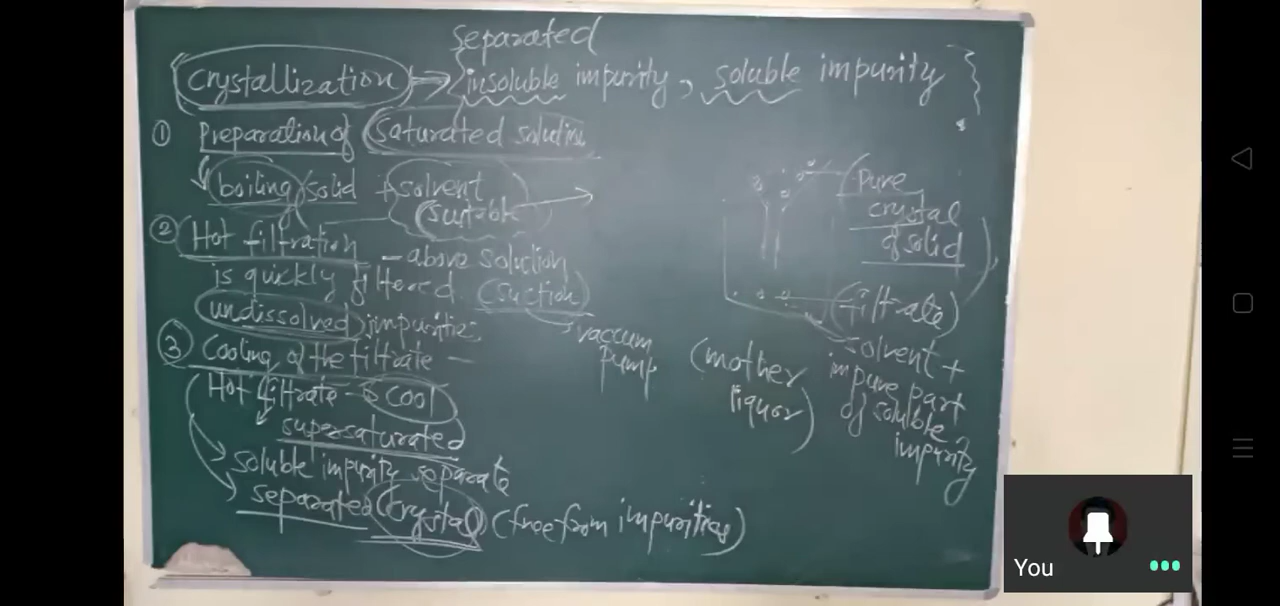 separated
crystallization → insoluble impurity, soluble impurity
① Preparation of saturated solution
boiling solid + solvent
(suitable
② Hot filtration - above solution
is quickly filtered (suction)
undissolved impurities
vaccum
pump
③ Cooling of the filtrate -
Hot filtrate - cool
supersaturated
soluble impurity separate
separated crystal (free from impurities)
Pure
crystal
of solid
(filtrate)
(mother
liquor)
solvent +
impure part
of soluble
impurity
You